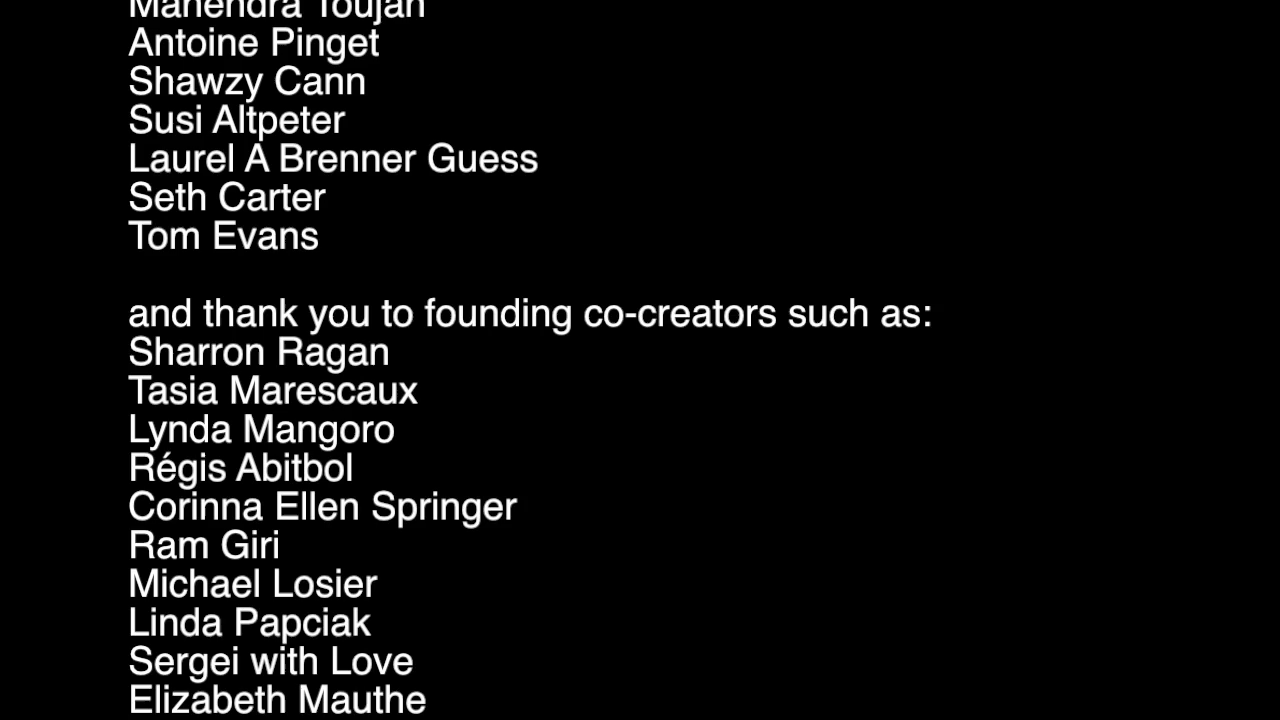 Mahendra Toujan
Antoine Pinget
Shawzy Cann
Susi Altpeter
Laurel A Brenner Guess
Seth Carter
Tom Evans
and thank you to founding co-creators such as:
Sharron Ragan
Tasia Marescaux
Lynda Mangoro
Régis Abitbol
Corinna Ellen Springer
Ram Giri
Michael Losier
Linda Papciak
Sergei with Love
Elizabeth Mauthe